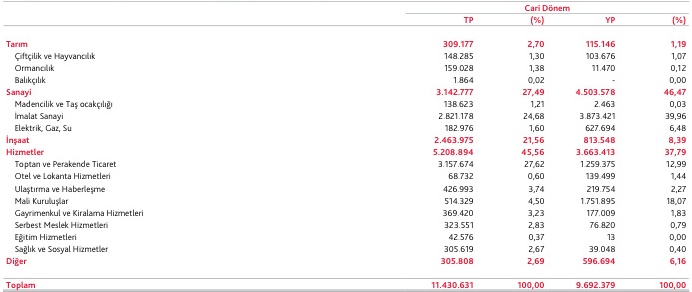 Cari Dönem
TP (%) YP (%)
Tarım 309.177 2,70 115.146 1,19
Çiftçilik ve Hayvancılık 148.285 1,30 103.676 1,07
Ormancılık 159.028 1,38 11.470 0,12
Balıkçılık 1.864 0,02 - 0,00
Sanayi 3.142.777 27,49 4.503.578 46,47
Madencilik ve Taş ocakçılığı 138.623 1,21 2.463 0,03
İmalat Sanayi 2.821.178 24,68 3.873.421 39,96
Elektrik, Gaz, Su 182.976 1,60 627.694 6,48
İnşaat 2.463.975 21,56 813.548 8,39
Hizmetler 5.208.894 45,56 3.663.413 37,79
Toptan ve Perakende Ticaret 3.157.674 27,62 1.259.375 12,99
Otel ve Lokanta Hizmetleri 68.732 0,60 139.499 1,44
Ulaştırma ve Haberleşme 426.993 3,74 219.754 2,27
Mali Kuruluşlar 514.329 4,50 1.751.895 18,07
Gayrimenkul ve Kiralama Hizmetleri 369.420 3,23 177.009 1,83
Serbest Meslek Hizmetleri 323.551 2,83 76.820 0,79
Eğitim Hizmetleri 42.576 0,37 13 0,00
Sağlık ve Sosyal Hizmetler 305.619 2,67 39.048 0,40
Diğer 305.808 2,69 596.694 6,16
Toplam 11.430.631 100,00 9.692.379 100,00